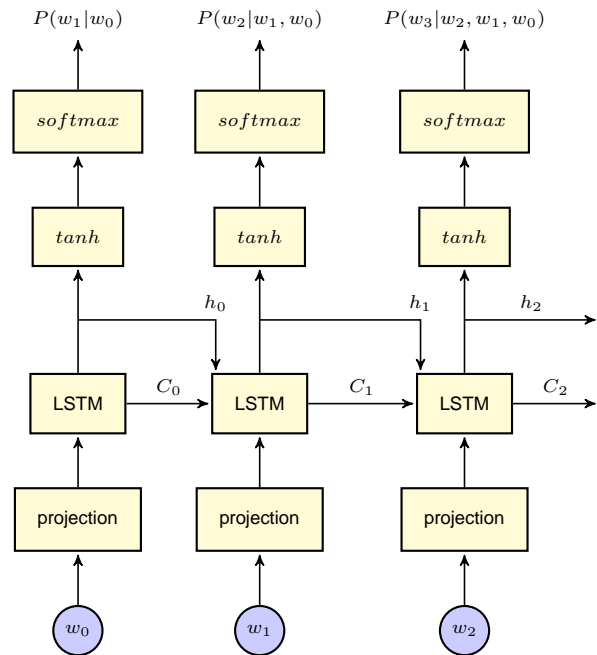 P(w₁|w₀) P(w₂|w₁, w₀) P(w₃|w₂, w₁, w₀)
softmax softmax softmax
tanh tanh tanh
h₀ h₁ h₂
C₀ C₁ C₂
LSTM LSTM LSTM
projection projection projection
w₀ w₁ w₂